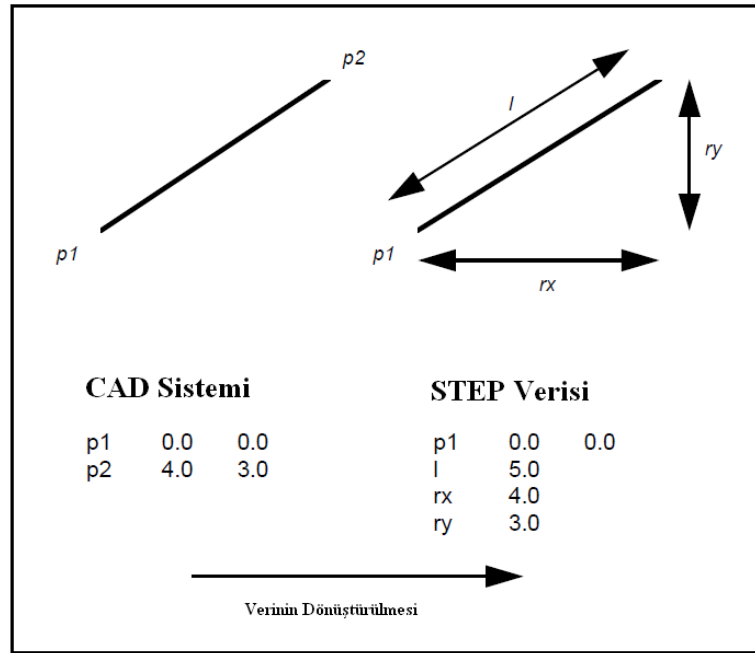 p2
p1
l
ry
p1
rx
CAD Sistemi
p1 0.0 0.0
p2 4.0 3.0
STEP Verisi
p1 0.0 0.0
l 5.0
rx 4.0
ry 3.0
Verinin Dönüştürülmesi